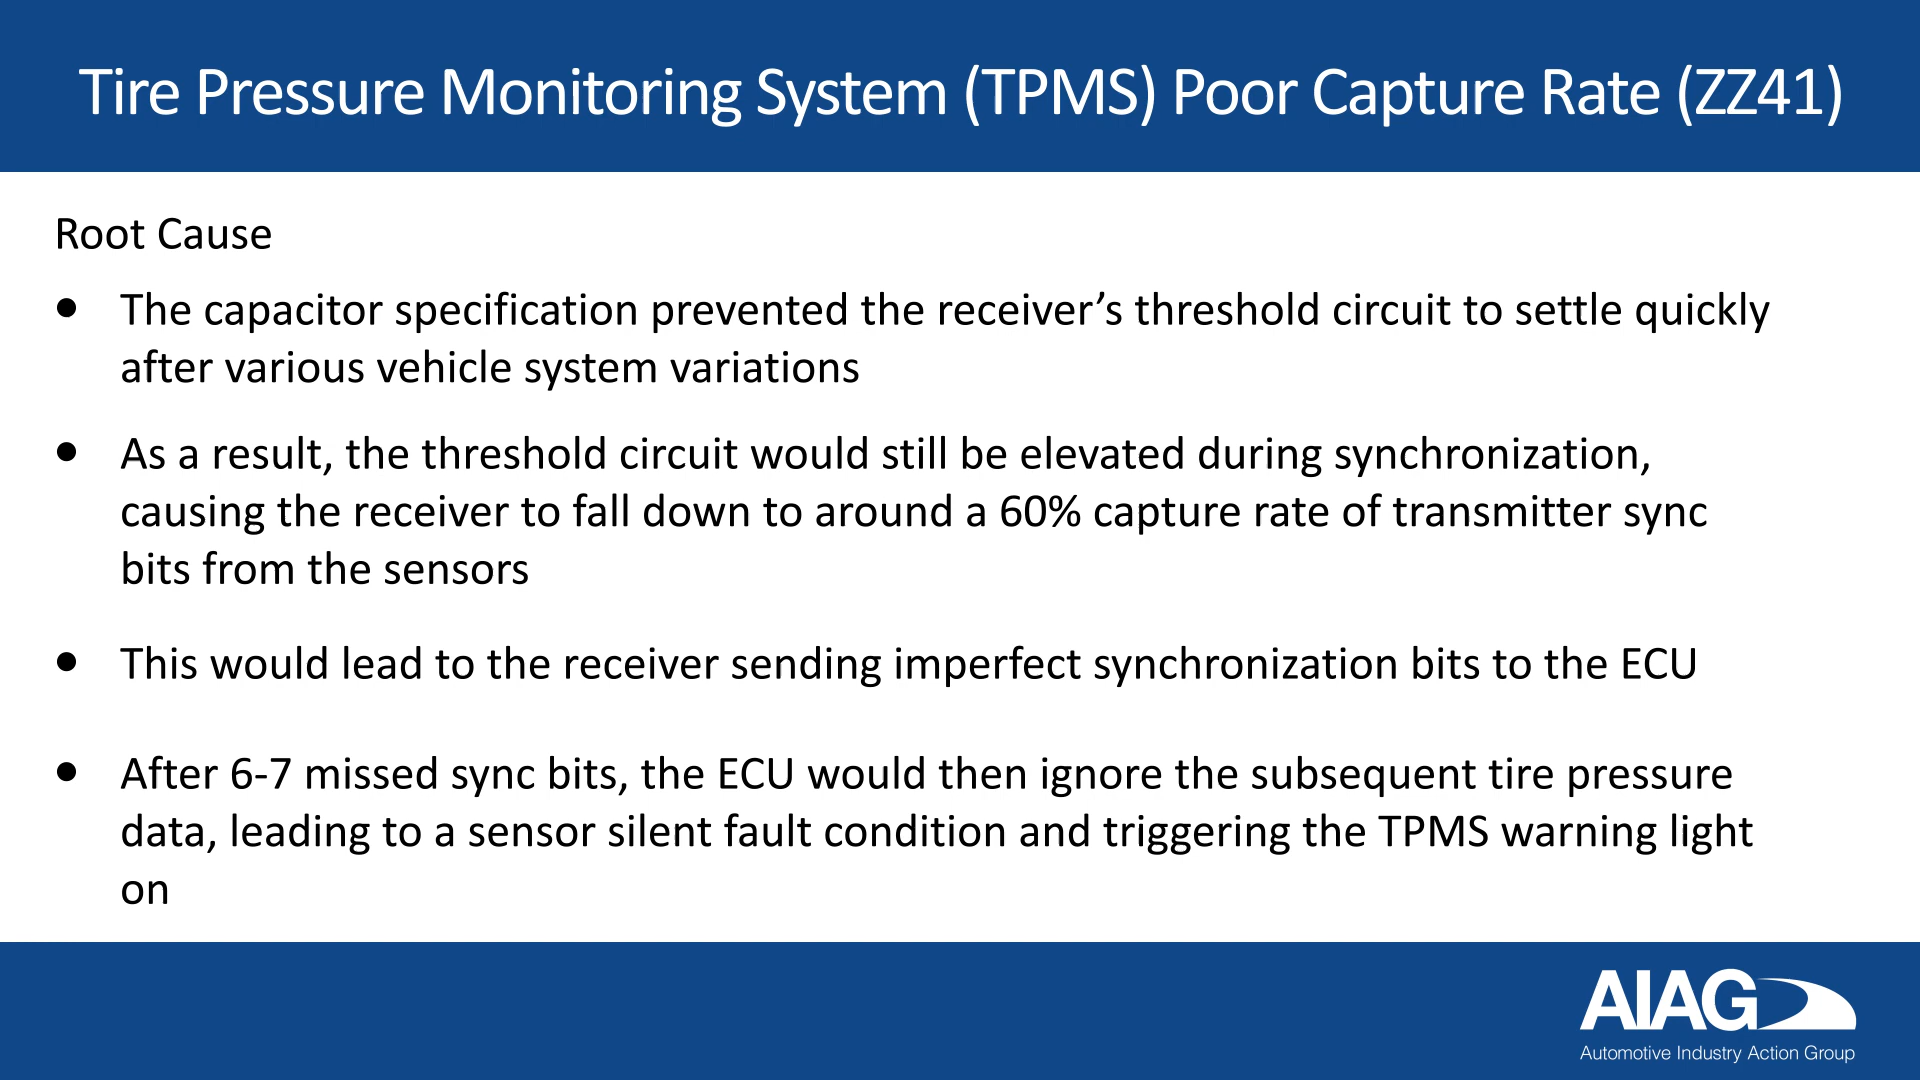 Tire Pressure Monitoring System (TPMS) Poor Capture Rate (ZZ41)
Root Cause
• The capacitor specification prevented the receiver’s threshold circuit to settle quickly
after various vehicle system variations
• As a result, the threshold circuit would still be elevated during synchronization,
causing the receiver to fall down to around a 60% capture rate of transmitter sync
bits from the sensors
• This would lead to the receiver sending imperfect synchronization bits to the ECU
• After 6-7 missed sync bits, the ECU would then ignore the subsequent tire pressure
data, leading to a sensor silent fault condition and triggering the TPMS warning light
on
AIAG
Automotive Industry Action Group